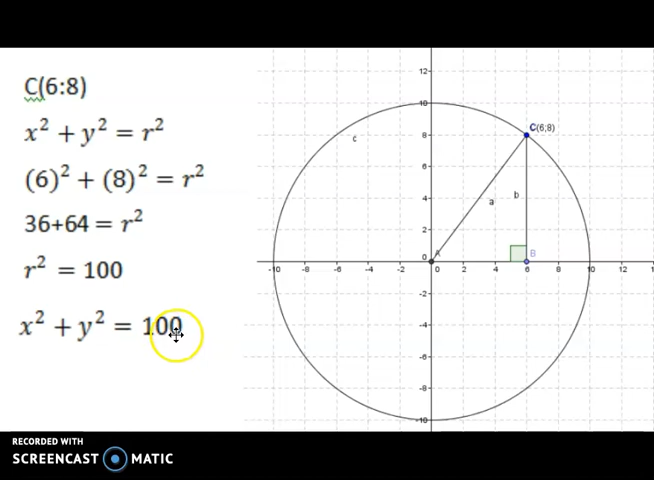 C(6:8)
x² + y² = r²
(6)² + (8)² = r²
36+64 = r²
r² = 100
x² + y² = 100
12
10
C(6;8)
c
8
6
b
a
4
2
A
B
0
-10 -8 -6 -4 -2 0 2 4 6 8 10 12
-2
-4
-6
-8
-10
RECORDED WITH
SCREENCAST MATIC